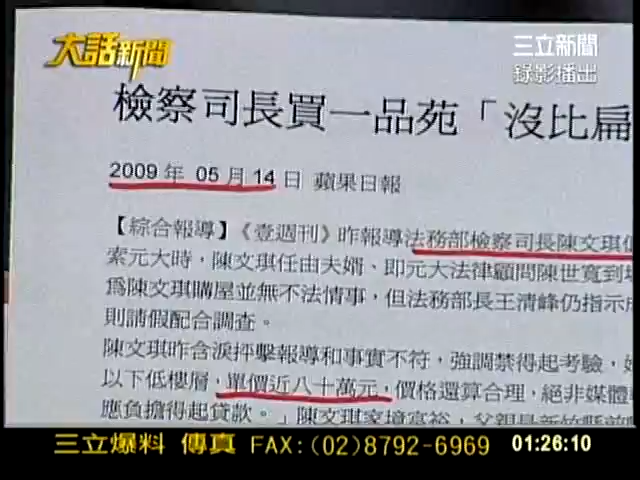 大話新聞
三立新聞
錄影播出
檢察司長買一品苑「沒比扁
2009 年 05 月 14 日 蘋果日報
【綜合報導】《壹週刊》昨報導法務部檢察司長陳文琪
索元大時，陳文琪任由夫婿、即元大法律顧問陳世寬到場
為陳文琪購屋並無不法情事，但法務部長王清峰仍指示
則請假配合調查。
陳文琪昨含淚抨擊報導和事實不符，強調禁得起考驗，
以下低樓層，單價近八十萬元，價格還算合理，絕非媒體
應負擔得起貸款。」陳文琪家境富裕，父親是新竹縣前
三立爆料 傳真 FAX:(02)8792-6969 01:26:10